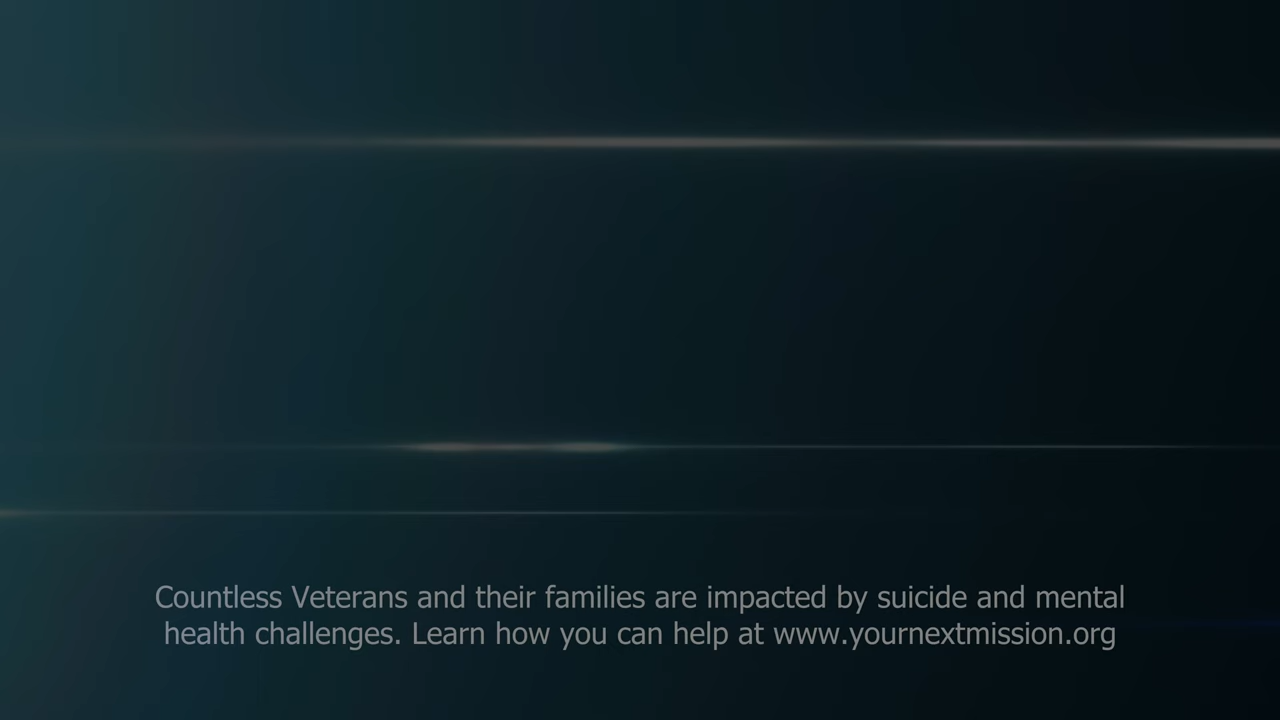 Countless Veterans and their families are impacted by suicide and mental
health challenges. Learn how you can help at www.yournextmission.org